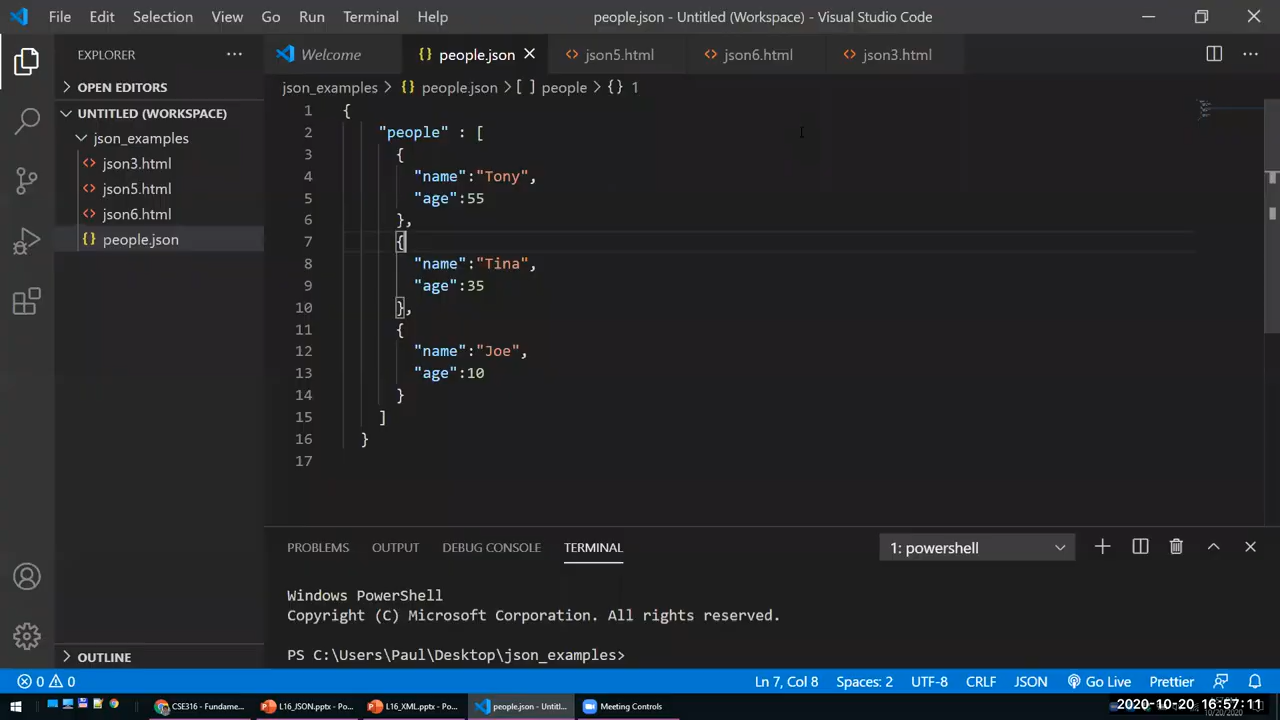 File Edit Selection View Go Run Terminal Help people.json - Untitled (Workspace) - Visual Studio Code
EXPLORER ··· Welcome {} people.json × <> json5.html <> json6.html <> json3.html ···
> OPEN EDITORS
json_examples > {} people.json > [ ] people > {} 1
UNTITLED (WORKSPACE)
json_examples
<> json3.html
<> json5.html
<> json6.html
{} people.json
1 {
2 "people" : [
3 {
4 "name":"Tony",
5 "age":55
6 },
7 {
8 "name":"Tina",
9 "age":35
10 },
11 {
12 "name":"Joe",
13 "age":10
14 }
15 ]
16 }
17
PROBLEMS OUTPUT DEBUG CONSOLE TERMINAL 1: powershell
Windows PowerShell
Copyright (C) Microsoft Corporation. All rights reserved.
PS C:\Users\Paul\Desktop\json_examples>
> OUTLINE
0 0 Ln 7, Col 8 Spaces: 2 UTF-8 CRLF JSON Go Live Prettier
CSE316 - Fundame... L16_JSON.pptx - Po... L16_XML.pptx - Po... people.json - Untitl... Meeting Controls 2020-10-20 16:57:11